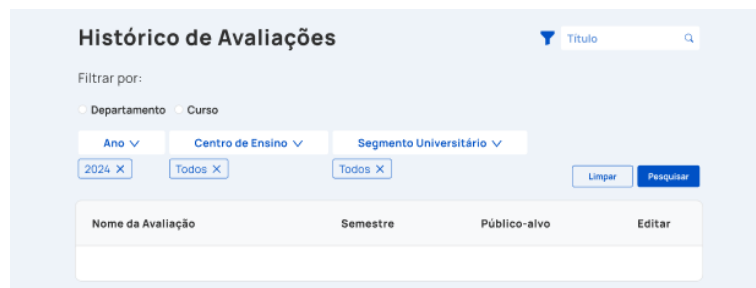 Histórico de Avaliações
Título
Filtrar por:
Departamento Curso
Ano Centro de Ensino Segmento Universitário
2024 X Todos X Todos X
Limpar Pesquisar
Nome da Avaliação Semestre Público-alvo Editar